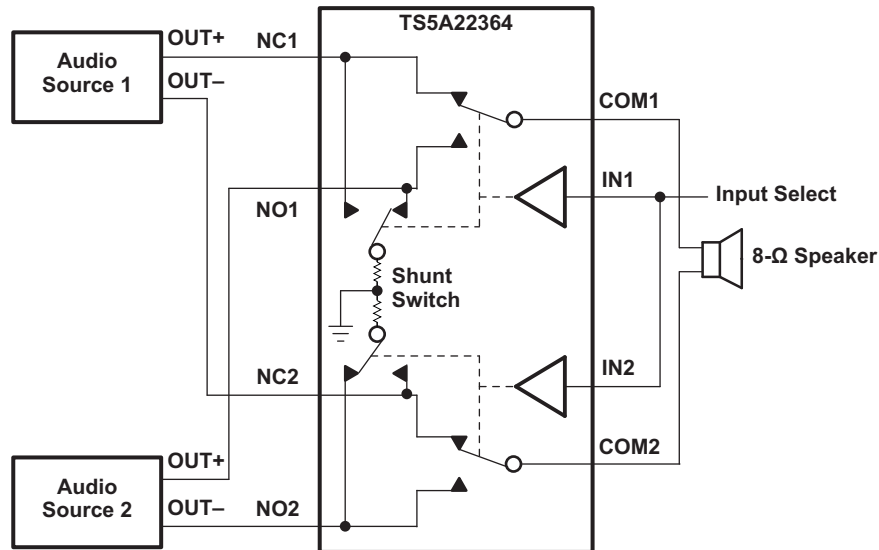 TS5A22364
Audio
Source 1
OUT+
NC1
OUT–
COM1
IN1
Input Select
NO1
8-Ω Speaker
Shunt
Switch
NC2
IN2
COM2
Audio
Source 2
OUT+
OUT–
NO2